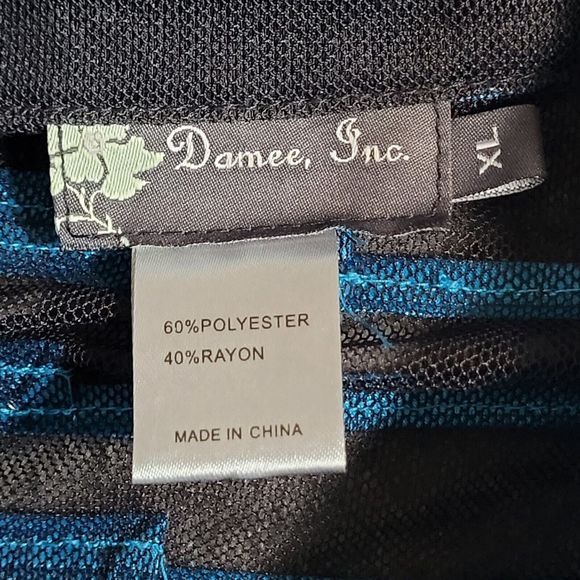 Damee, Inc.
XL
60%POLYESTER
40%RAYON
MADE IN CHINA